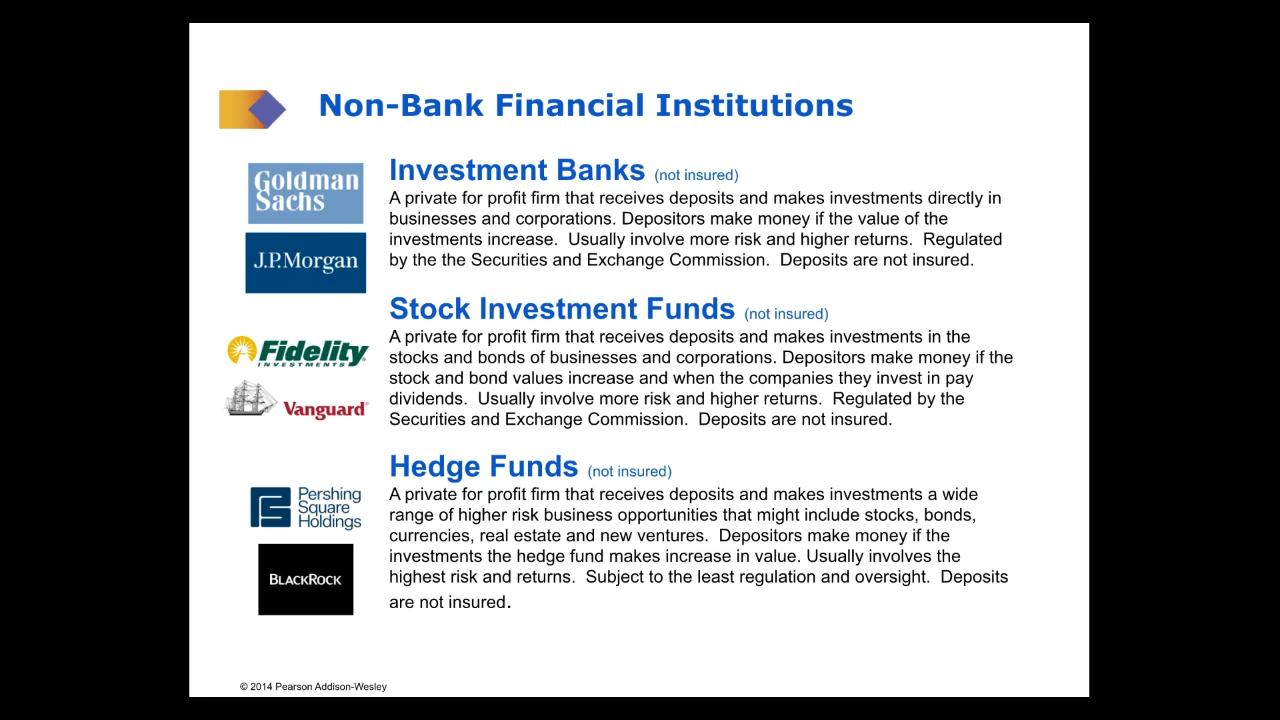 Non-Bank Financial Institutions
Goldman
Sachs
J.P.Morgan
Investment Banks (not insured)
A private for profit firm that receives deposits and makes investments directly in
businesses and corporations. Depositors make money if the value of the
investments increase.  Usually involve more risk and higher returns.  Regulated
by the the Securities and Exchange Commission.  Deposits are not insured.
Fidelity
INVESTMENTS
Vanguard
Stock Investment Funds (not insured)
A private for profit firm that receives deposits and makes investments in the
stocks and bonds of businesses and corporations. Depositors make money if the
stock and bond values increase and when the companies they invest in pay
dividends.  Usually involve more risk and higher returns.  Regulated by the
Securities and Exchange Commission.  Deposits are not insured.
Pershing
Square
Holdings
BLACKROCK
Hedge Funds (not insured)
A private for profit firm that receives deposits and makes investments a wide
range of higher risk business opportunities that might include stocks, bonds,
currencies, real estate and new ventures.  Depositors make money if the
investments the hedge fund makes increase in value. Usually involves the
highest risk and returns.  Subject to the least regulation and oversight.  Deposits
are not insured.
© 2014 Pearson Addison-Wesley